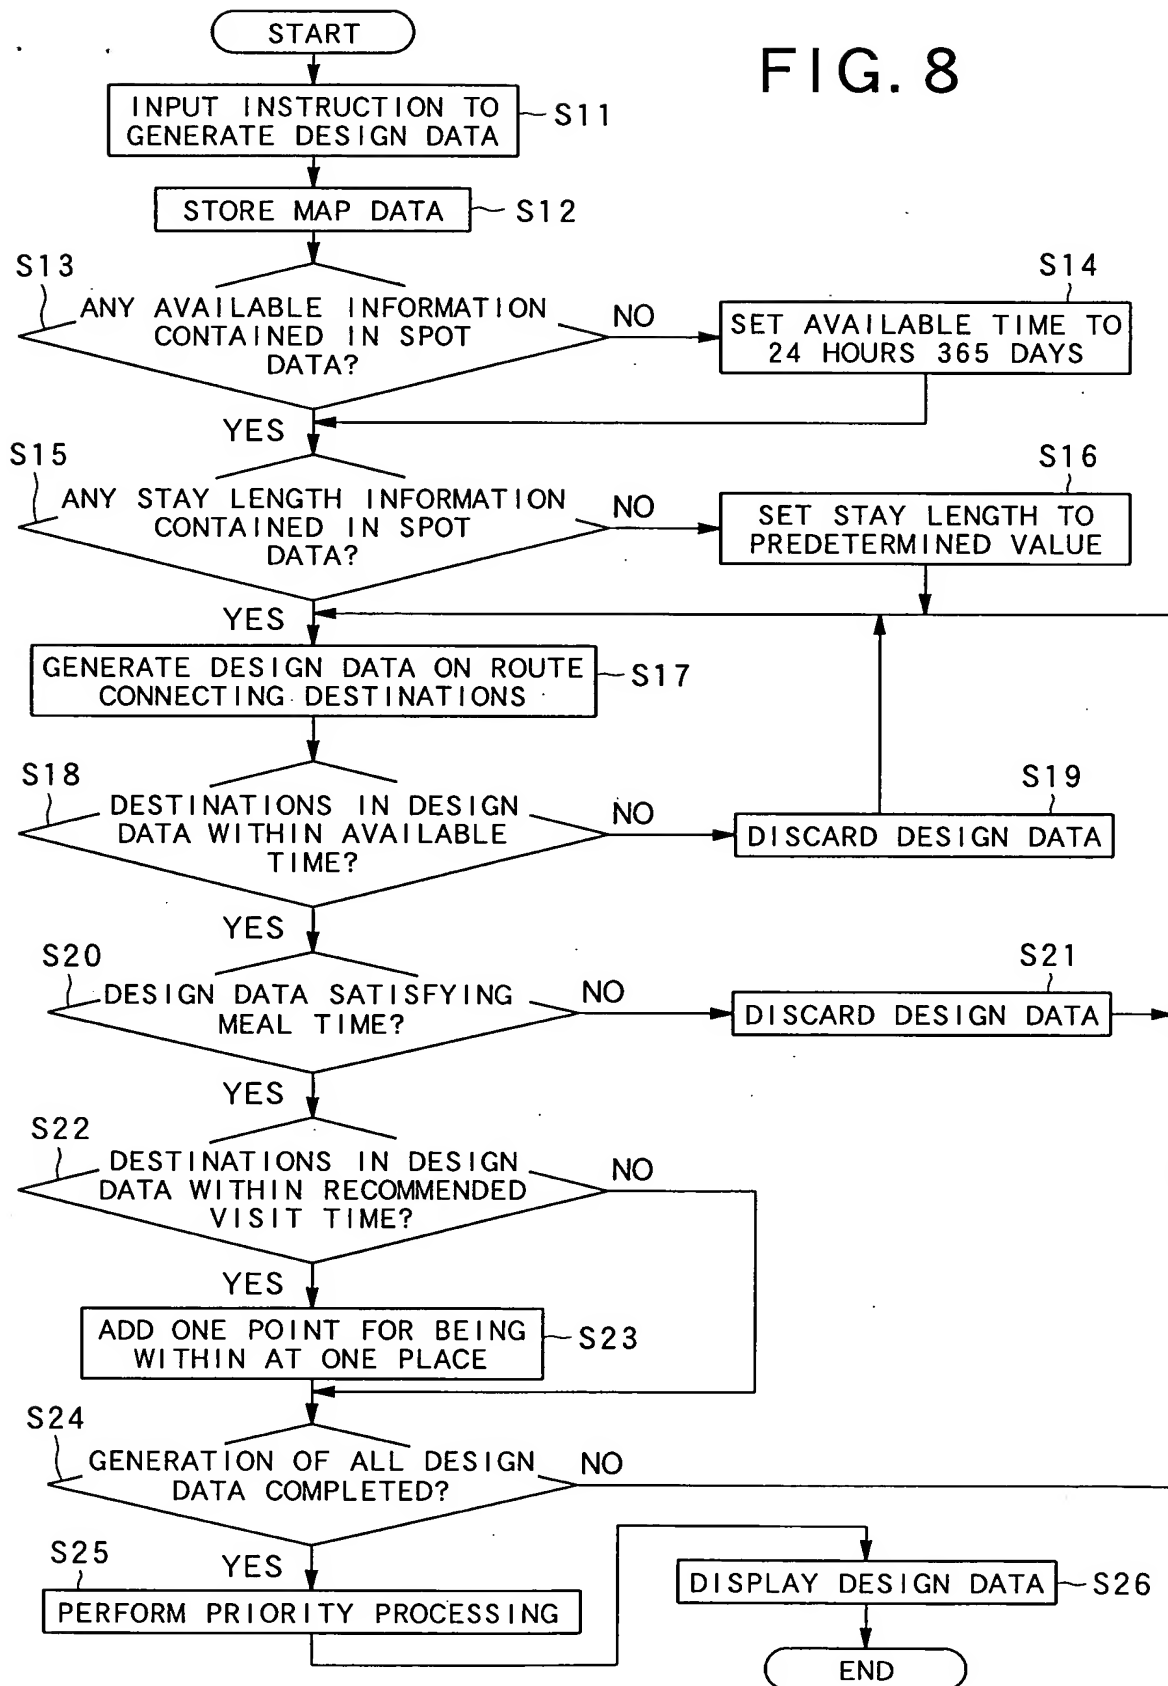 START
FIG. 8
INPUT INSTRUCTION TO
GENERATE DESIGN DATA
S11
STORE MAP DATA
S12
S13
ANY AVAILABLE INFORMATION
CONTAINED IN SPOT
DATA?
NO
S14
SET AVAILABLE TIME TO
24 HOURS 365 DAYS
YES
S15
ANY STAY LENGTH INFORMATION
CONTAINED IN SPOT
DATA?
NO
S16
SET STAY LENGTH TO
PREDETERMINED VALUE
YES
GENERATE DESIGN DATA ON ROUTE
CONNECTING DESTINATIONS
S17
S18
DESTINATIONS IN DESIGN
DATA WITHIN AVAILABLE
TIME?
NO
S19
DISCARD DESIGN DATA
YES
S20
DESIGN DATA SATISFYING
MEAL TIME?
NO
S21
DISCARD DESIGN DATA
YES
S22
DESTINATIONS IN DESIGN
DATA WITHIN RECOMMENDED
VISIT TIME?
NO
YES
ADD ONE POINT FOR BEING
WITHIN AT ONE PLACE
S23
S24
GENERATION OF ALL DESIGN
DATA COMPLETED?
NO
YES
S25
PERFORM PRIORITY PROCESSING
DISPLAY DESIGN DATA
S26
END